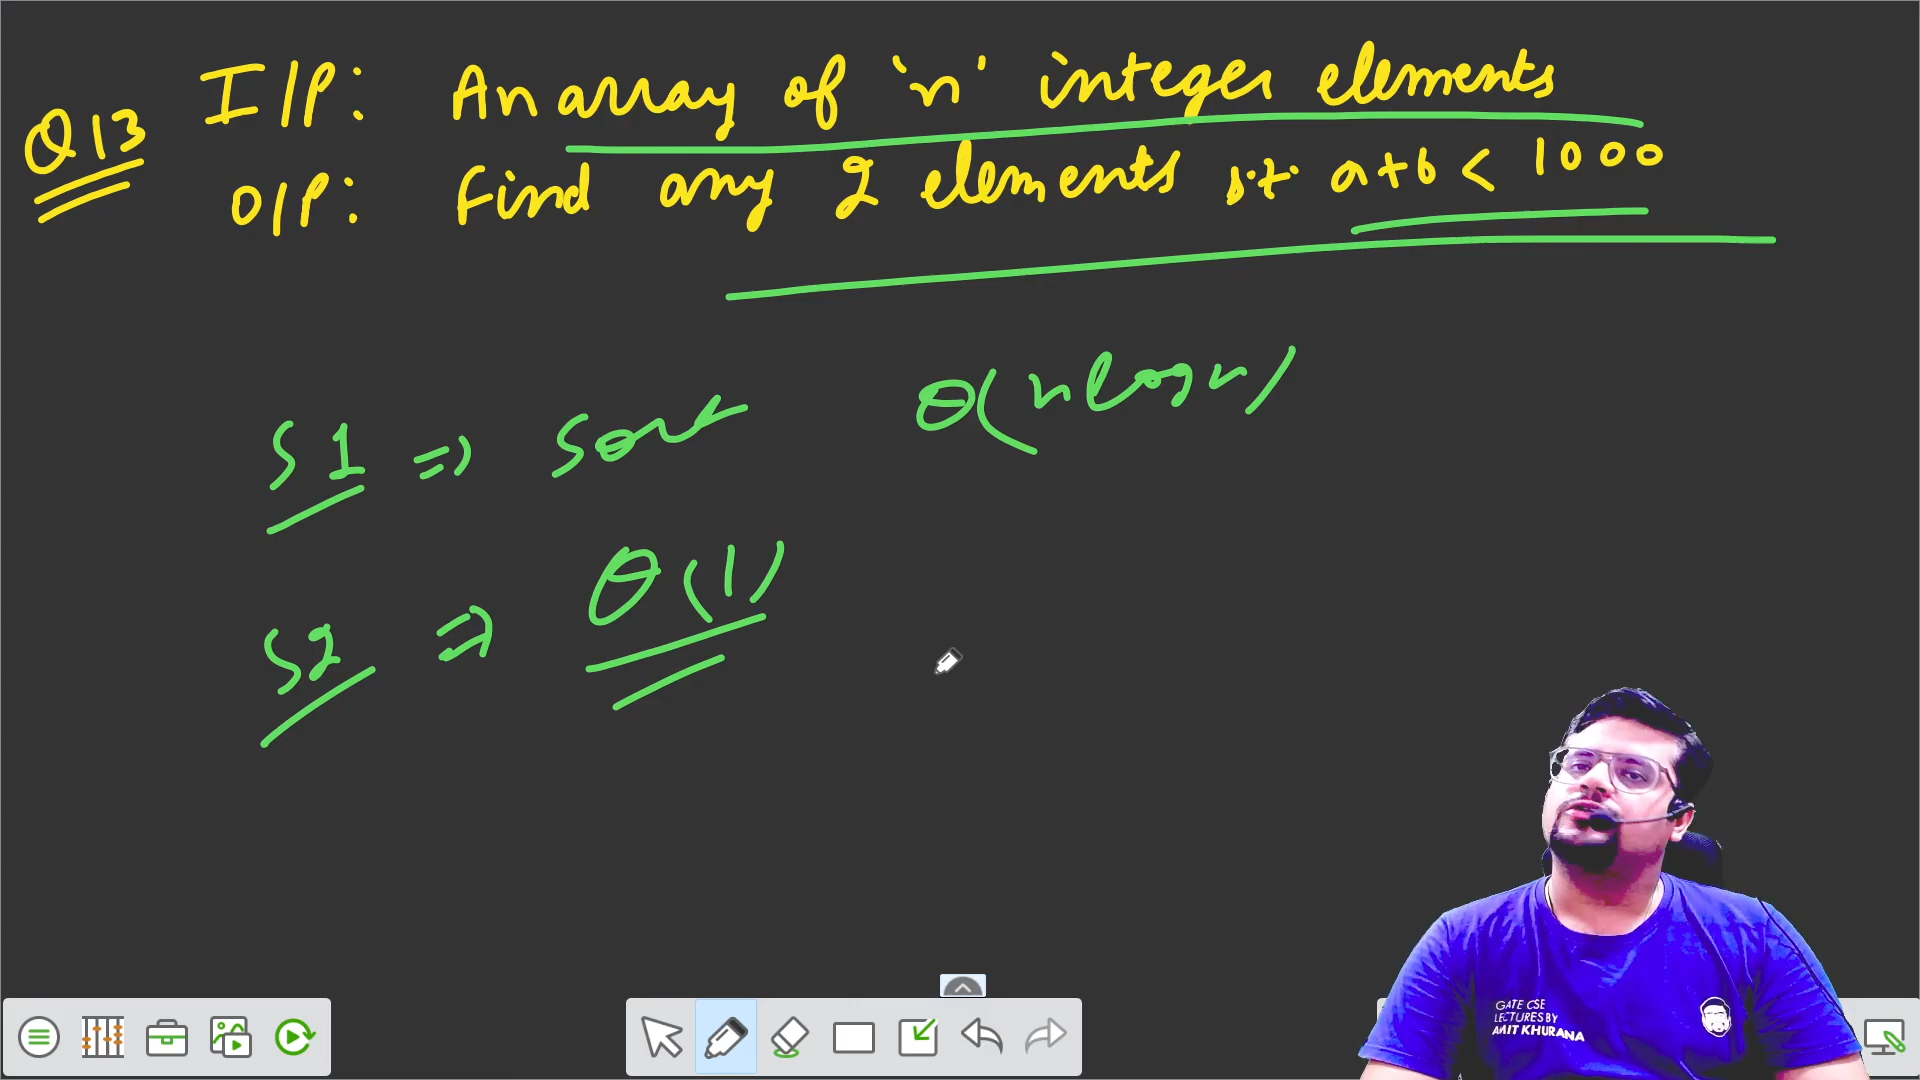 Q13
I/P: An array of 'n' integer elements
O/P: Find any 2 elements s.t. a+b < 1000
S1 => Sort θ(n logn)
S2 => θ(1)
GATE CSE
LECTURES BY
AMIT KHURANA